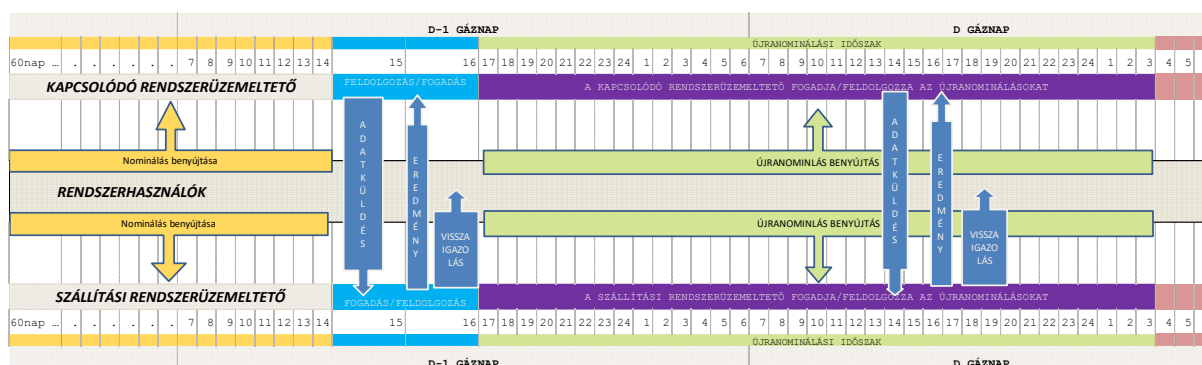 D-1 GÁZNAP D GÁZNAP
ÚJRANOMINÁLÁSI IDŐSZAK
60nap … . . . . . 7 8 9 10 11 12 13 14 15 16 17 18 19 20 21 22 23 24 1 2 3 4 5 6 7 8 9 10 11 12 13 14 15 16 17 18 19 20 21 22 23 24 1 2 3 4 5
KAPCSOLÓDÓ RENDSZERÜZEMELTETŐ FELDOLGOZÁS/FOGADÁS A KAPCSOLÓDÓ RENDSZERÜZEMELTETŐ FOGADJA/FELDOLGOZZA AZ ÚJRANOMINÁLÁSOKAT
ADATKÜLDÉS
EREDMÉNY
ADATKÜLDÉS
EREDMÉNY
Nominálás benyújtása ÚJRANOMINLÁS BENYÚJTÁS
RENDSZERHASZNÁLÓK
Nominálás benyújtása ÚJRANOMINLÁS BENYÚJTÁS
VISSZA
IGAZO
LÁS
VISSZA
IGAZO
LÁS
SZÁLLÍTÁSI RENDSZERÜZEMELTETŐ FOGADÁS/FELDOLGOZÁS A SZÁLLÍTÁSI RENDSZERÜZEMELTETŐ FOGADJA/FELDOLGOZZA AZ ÚJRANOMINÁLÁSOKAT
60nap … . . . . . 7 8 9 10 11 12 13 14 15 16 17 18 19 20 21 22 23 24 1 2 3 4 5 6 7 8 9 10 11 12 13 14 15 16 17 18 19 20 21 22 23 24 1 2 3 4 5
ÚJRANOMINÁLÁSI IDŐSZAK
D-1 GÁZNAP D GÁZNAP